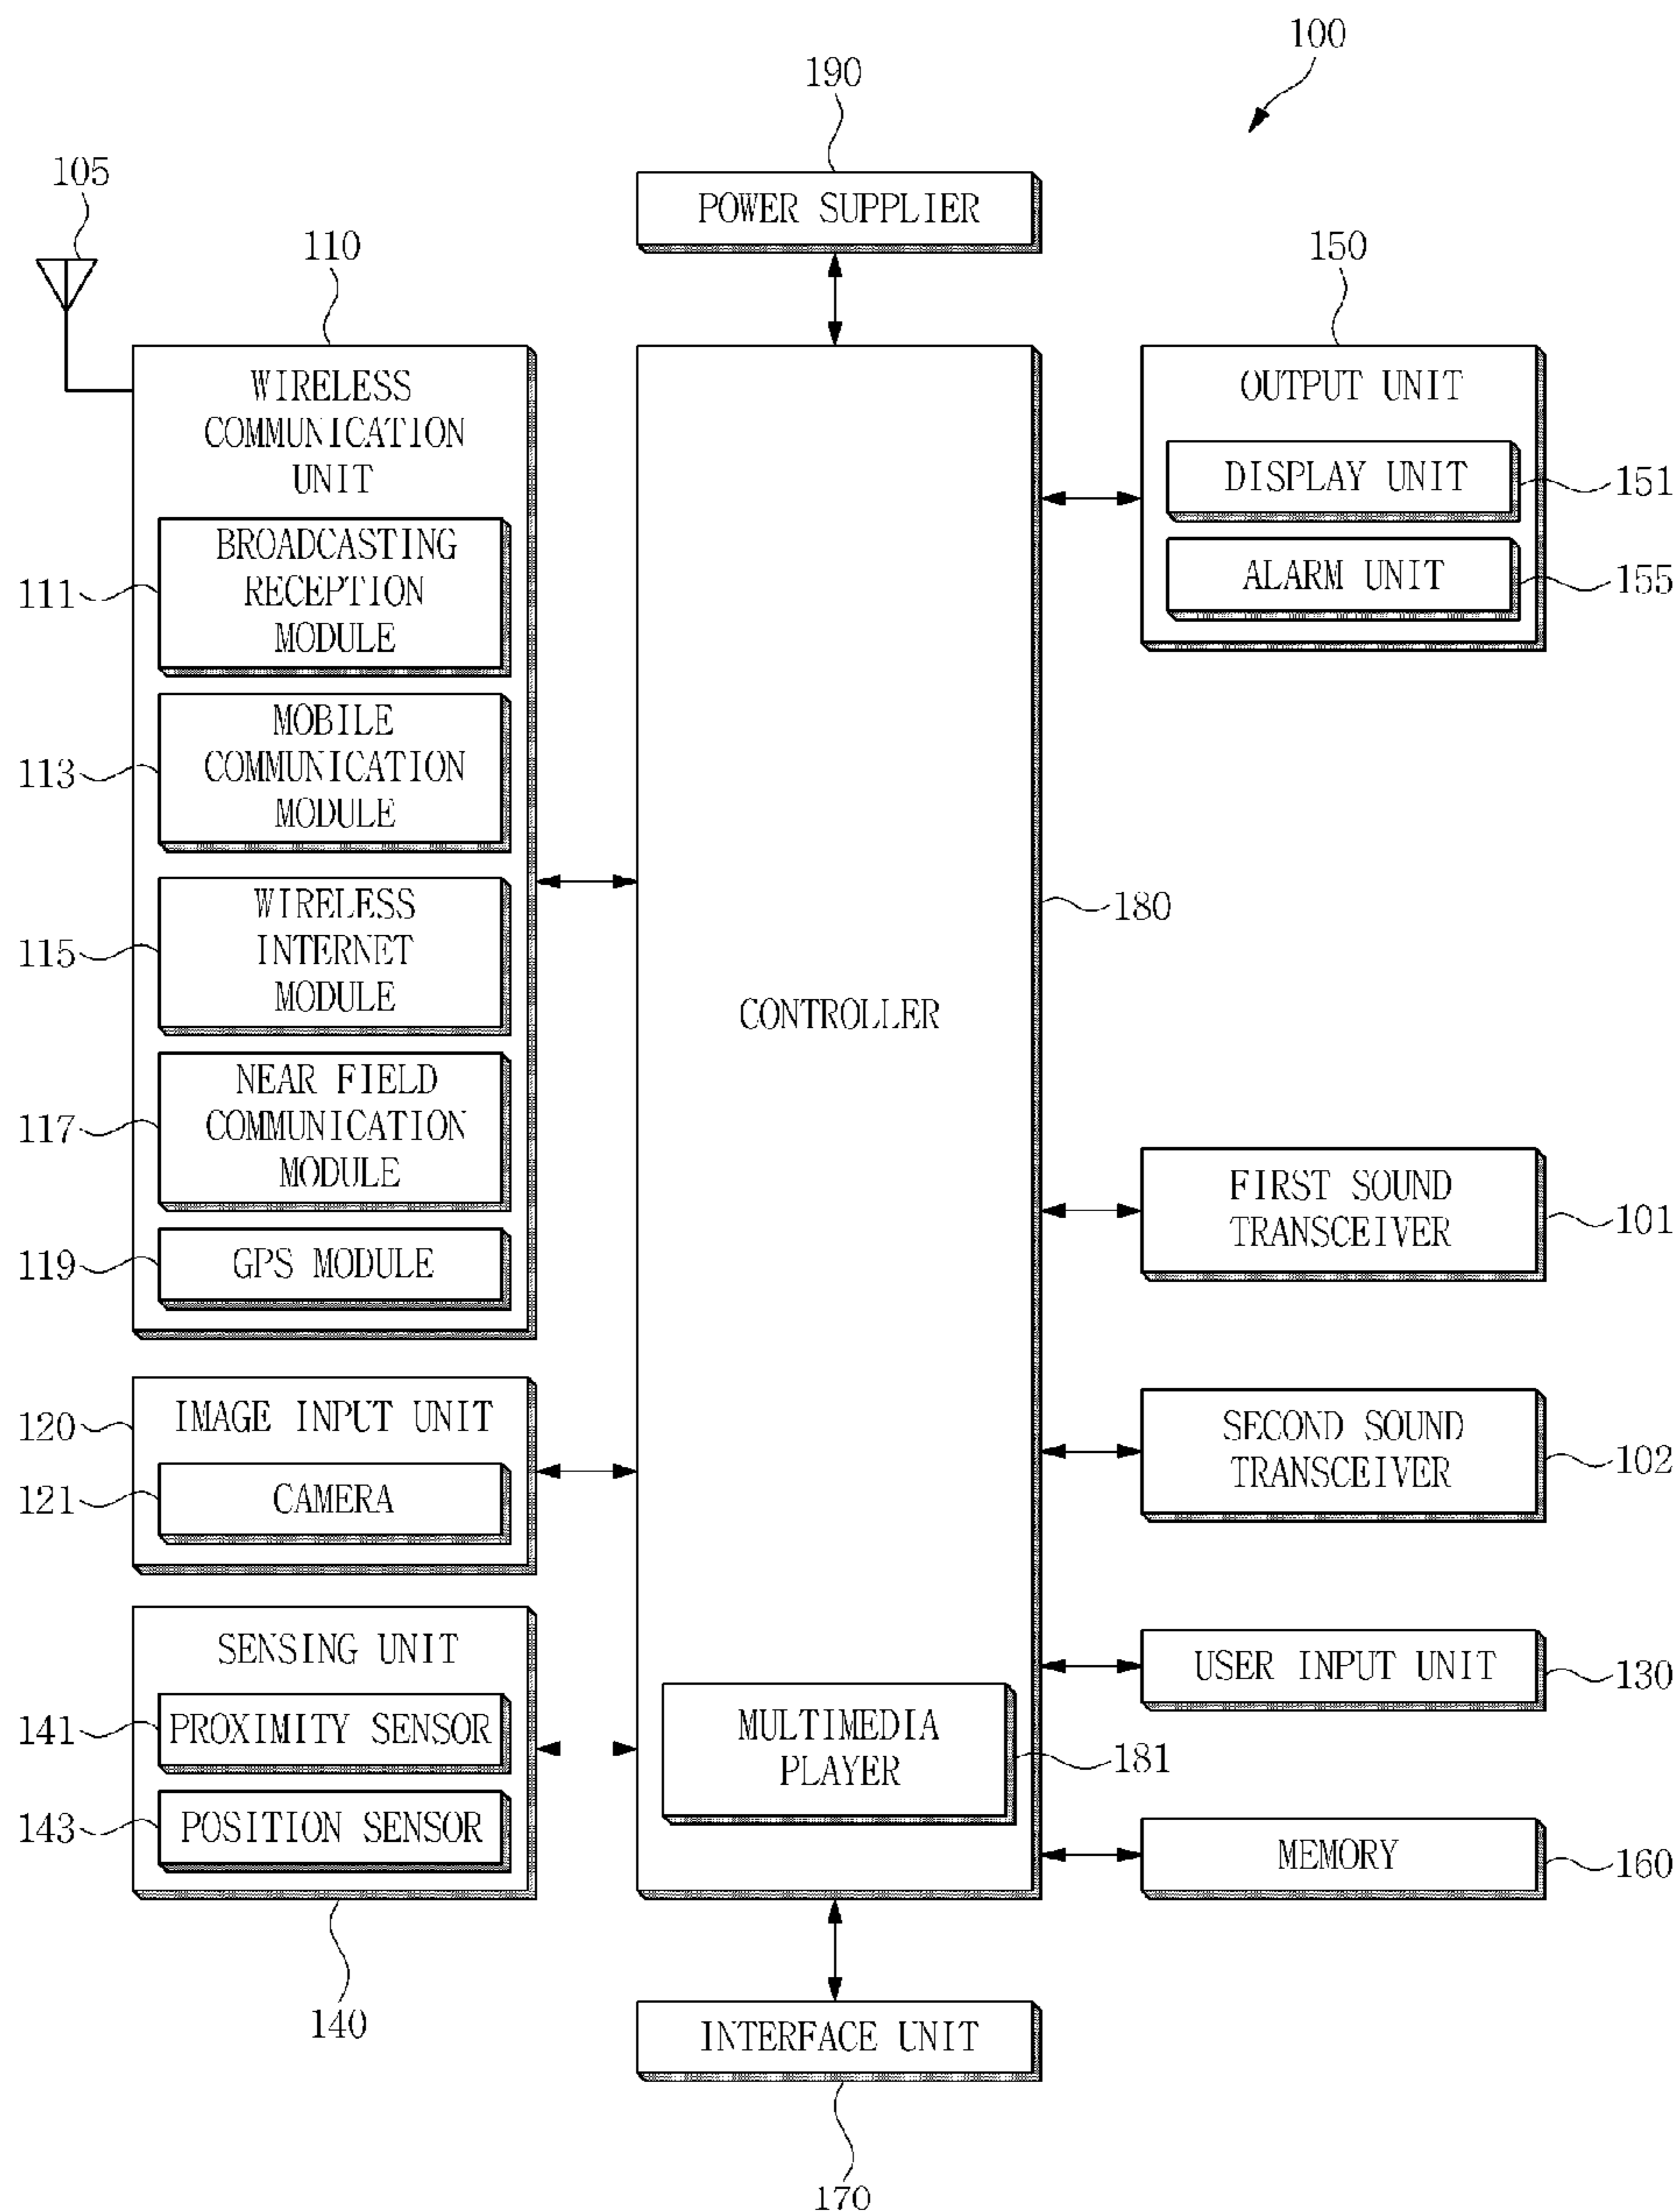 100
190
POWER SUPPLIER
105
110
150
WIRELESS
COMMUNICATION
UNIT
OUTPUT UNIT
DISPLAY UNIT
151
ALARM UNIT
155
111
BROADCASTING
RECEPTION
MODULE
113
MOBILE
COMMUNICATION
MODULE
115
WIRELESS
INTERNET
MODULE
117
NEAR FIELD
COMMUNICATION
MODULE
119
GPS MODULE
180
CONTROLLER
FIRST SOUND
TRANSCEIVER
101
120
IMAGE INPUT UNIT
121
CAMERA
SECOND SOUND
TRANSCEIVER
102
SENSING UNIT
141
PROXIMITY SENSOR
143
POSITION SENSOR
140
MULTIMEDIA
PLAYER
181
USER INPUT UNIT
130
MEMORY
160
INTERFACE UNIT
170